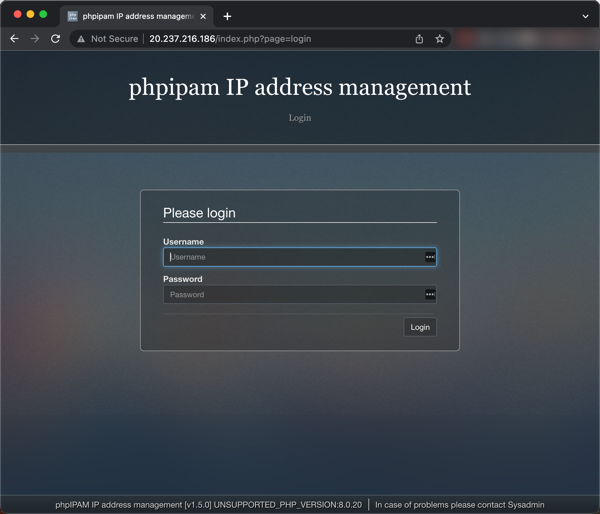 phpipam IP address managem
Not Secure | 20.237.216.186/index.php?page=login
phpipam IP address management
Login
Please login
Username
Username
Password
Password
Login
phpIPAM IP address management [v1.5.0] UNSUPPORTED_PHP_VERSION:8.0.20 | In case of problems please contact Sysadmin